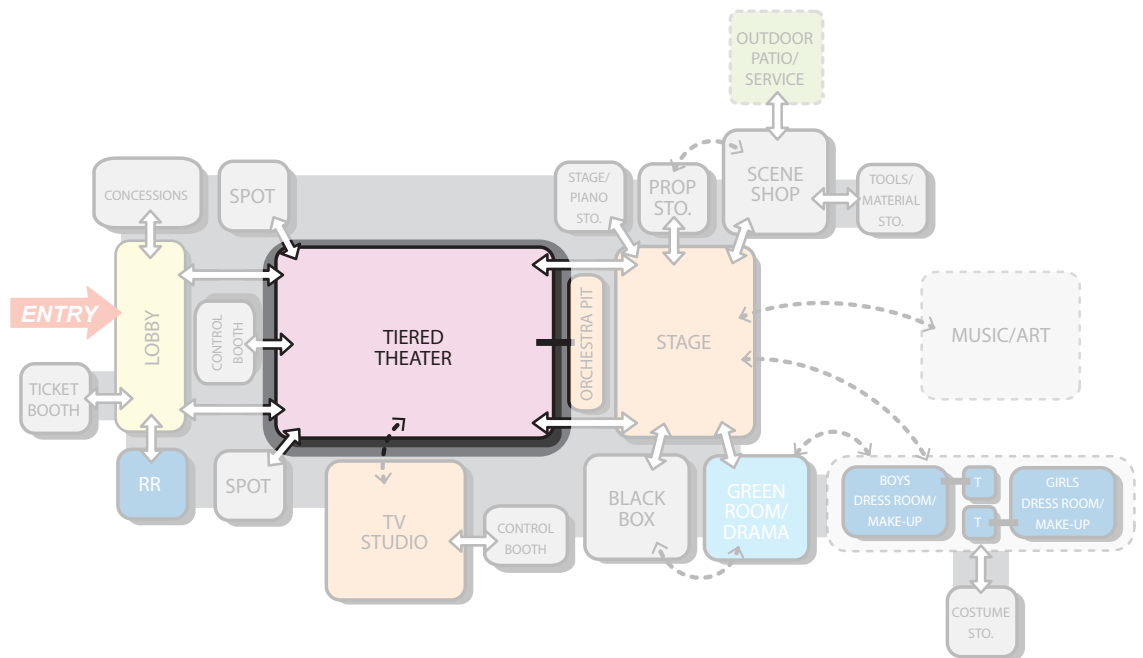 OUTDOOR
PATIO/
SERVICE
CONCESSIONS
SPOT
STAGE/
PIANO
STO.
PROP
STO.
SCENE
SHOP
TOOLS/
MATERIAL
STO.
ENTRY
LOBBY
CONTROL
BOOTH
TIERED
THEATER
ORCHESTRA PIT
STAGE
MUSIC/ART
TICKET
BOOTH
RR
SPOT
TV
STUDIO
CONTROL
BOOTH
BLACK
BOX
GREEN
ROOM/
DRAMA
BOYS
DRESS ROOM/
MAKE-UP
T
T
GIRLS
DRESS ROOM/
MAKE-UP
COSTUME
STO.